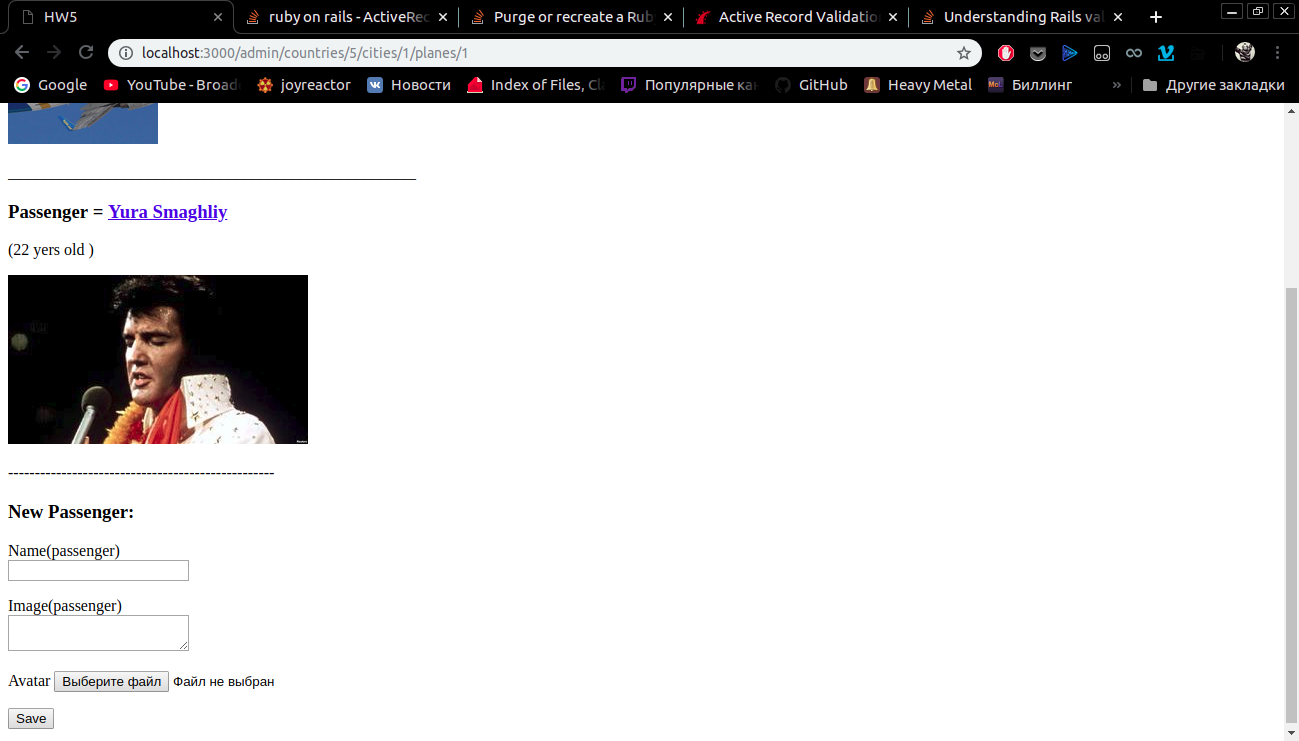 HW5
ruby on rails - ActiveRec
Purge or recreate a Rub
Active Record Validatio
Understanding Rails val
localhost:3000/admin/countries/5/cities/1/planes/1
Google
YouTube - Broad
joyreactor
Новости
Index of Files, Cla
Популярные кан
GitHub
Heavy Metal
Биллинг
»
Другие закладки
Passenger = Yura Smaghliy
(22 yers old )
------------------------------------------------
New Passenger:
Name(passenger)
Image(passenger)
Avatar Выберите файл Файл не выбран
Save